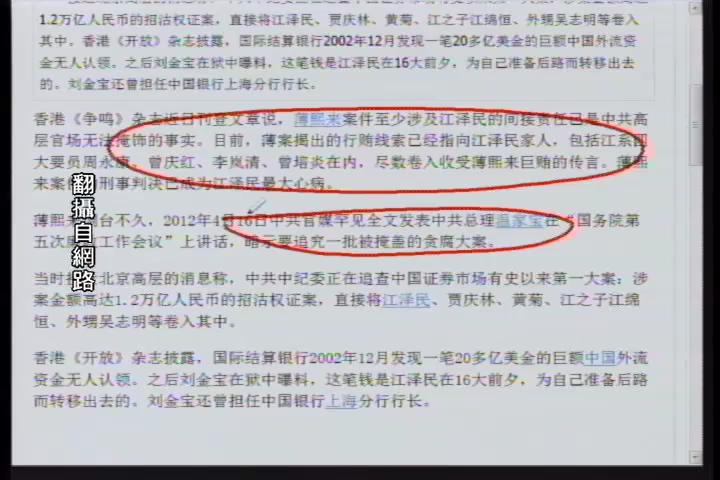 1.2万亿人民币的招沽权证案，直接将江泽民、贾庆林、黄菊、江之子江绵恒、外甥吴志明等卷入
其中。香港《开放》杂志披露，国际结算银行2002年12月发现一笔20多亿美金的巨额中国外流资
金无人认领。之后刘金宝在狱中曝料，这笔钱是江泽民在16大前夕，为自己准备后路而转移出去
的。刘金宝还曾担任中国银行上海分行行长。
香港《争鸣》杂志近日刊登文章说，薄熙来案件至少涉及江泽民的间接责任已是中共高
层官场无法掩饰的事实。目前，薄案揭出的行贿线索已经指向江泽民家人，包括江系
大要员周永康、曾庆红、李岚清、曾培炎在内，尽数卷入收受薄熙来巨贿的传言。薄熙
来案 刑事判决已成为江泽民最大心病。
薄熙来 台不久，2012年4月16日中共官媒罕见全文发表中共总理温家宝在“国务院第
五次 工作会议”上讲话，暗示要追究一批被掩盖的贪腐大案。
当时 北京高层的消息称，中共中纪委正在追查中国证券市场有史以来第一大案：涉
案金额高达1.2万亿人民币的招沽权证案，直接将江泽民、贾庆林、黄菊、江之子江绵
恒、外甥吴志明等卷入其中。
香港《开放》杂志披露，国际结算银行2002年12月发现一笔20多亿美金的巨额中国外流
资金无人认领。之后刘金宝在狱中曝料，这笔钱是江泽民在16大前夕，为自己准备后路
而转移出去的。刘金宝还曾担任中国银行上海分行行长。
翻攝自網路